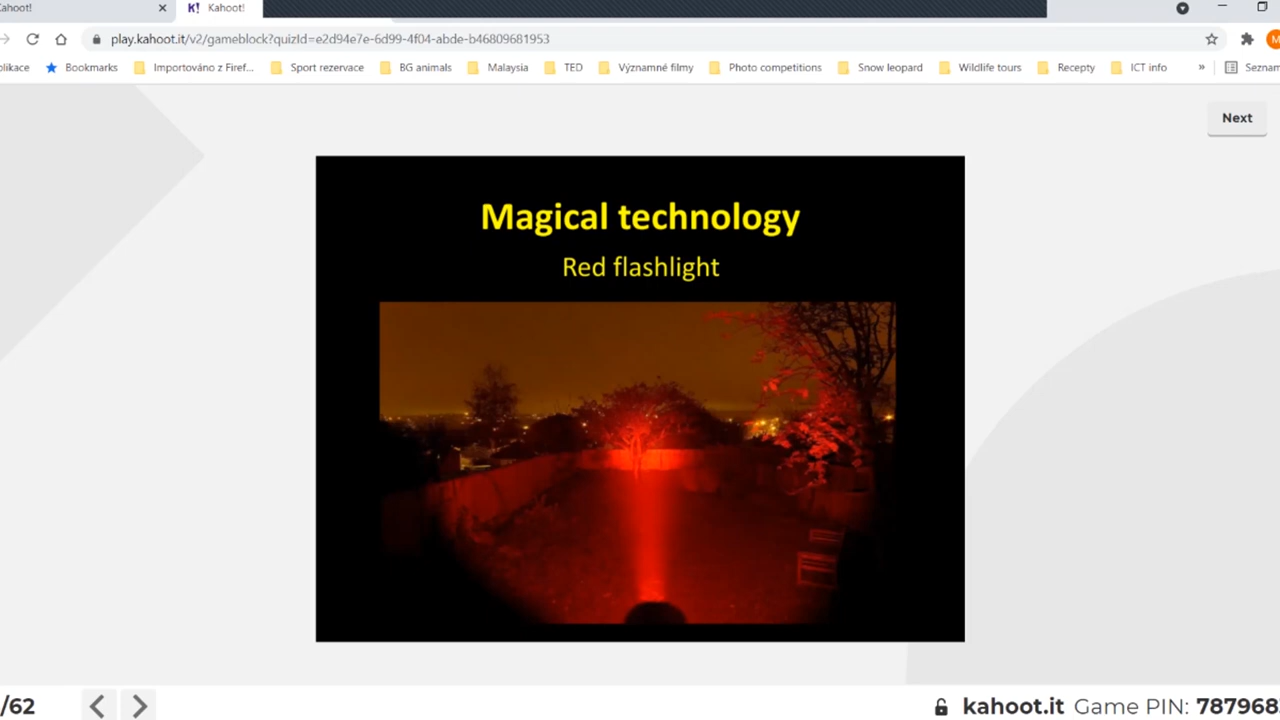 Kahoot!
play.kahoot.it/v2/gameblock?quizId=e2d94e7e-6d99-4f04-abde-b46809681953
Bookmarks Importováno z Firef... Sport rezervace BG animals Malaysia TED Významné filmy Photo competitions Snow leopard Wildlife tours Recepty ICT info »
Next
Magical technology
Red flashlight
/62
kahoot.it Game PIN: 787968